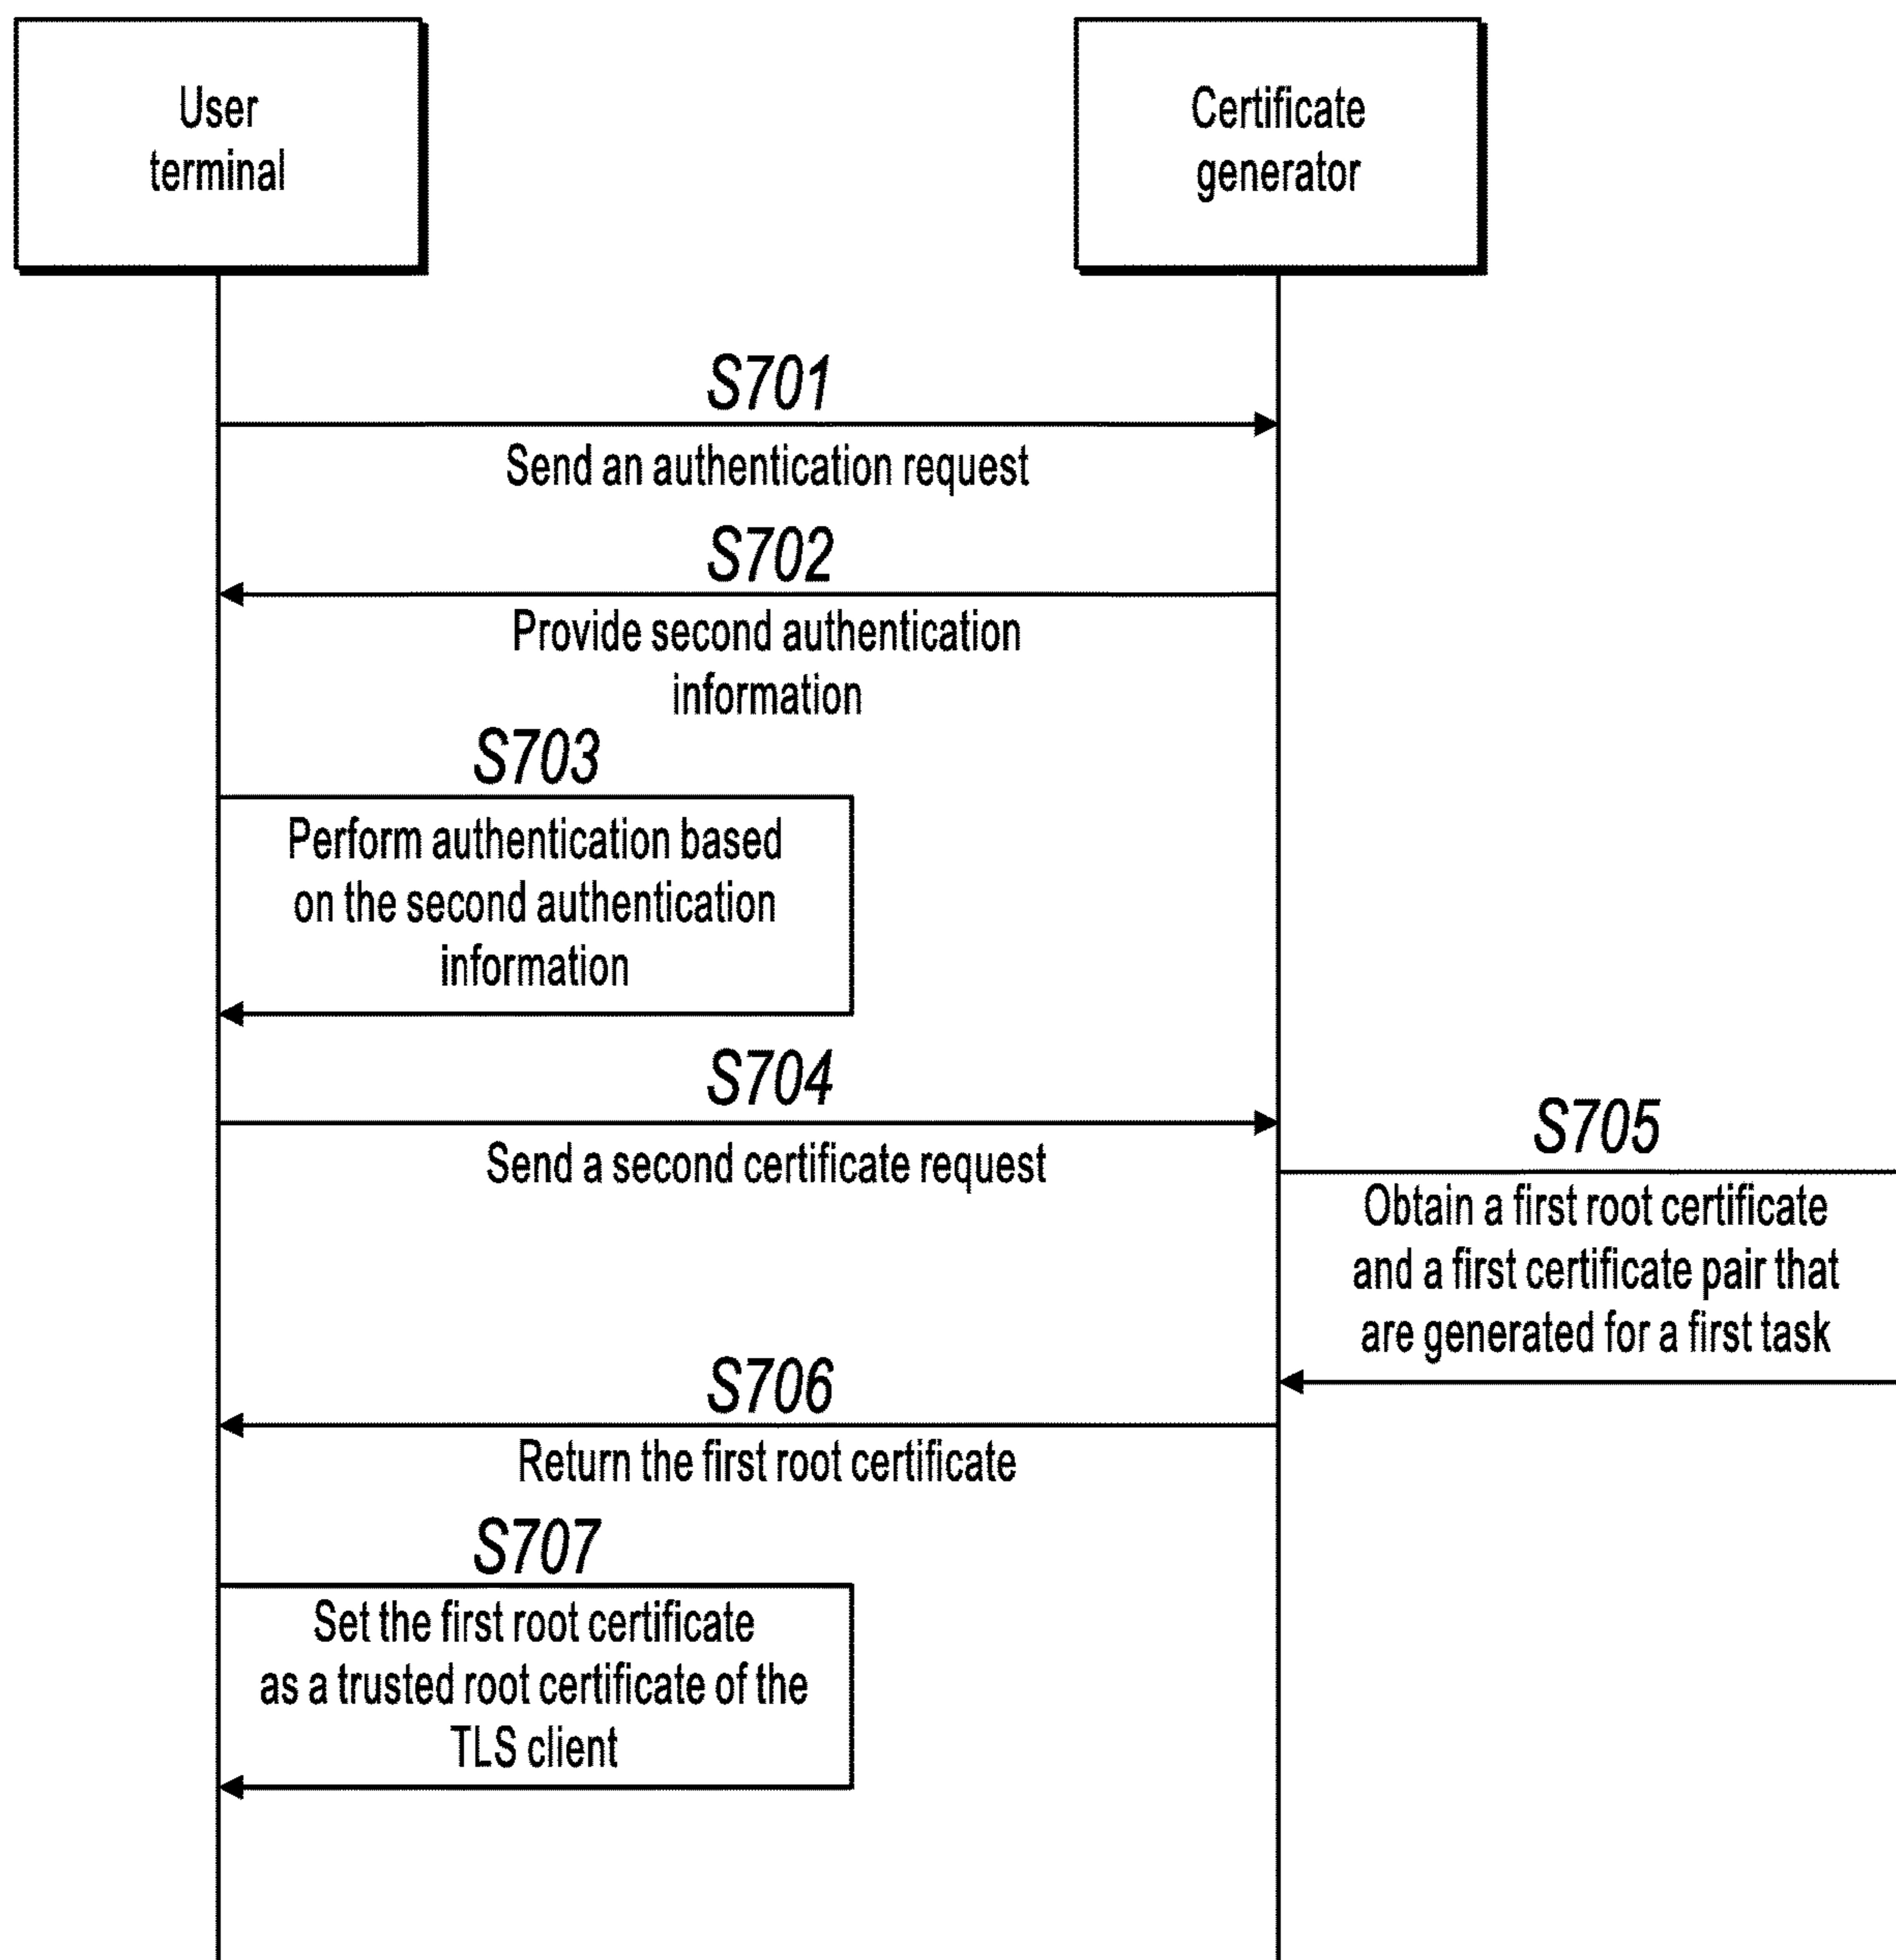 User
terminal
Certificate
generator
S701
Send an authentication request
S702
Provide second authentication
information
S703
Perform authentication based
on the second authentication
information
S704
Send a second certificate request
S705
Obtain a first root certificate
and a first certificate pair that
are generated for a first task
S706
Return the first root certificate
S707
Set the first root certificate
as a trusted root certificate of the
TLS client